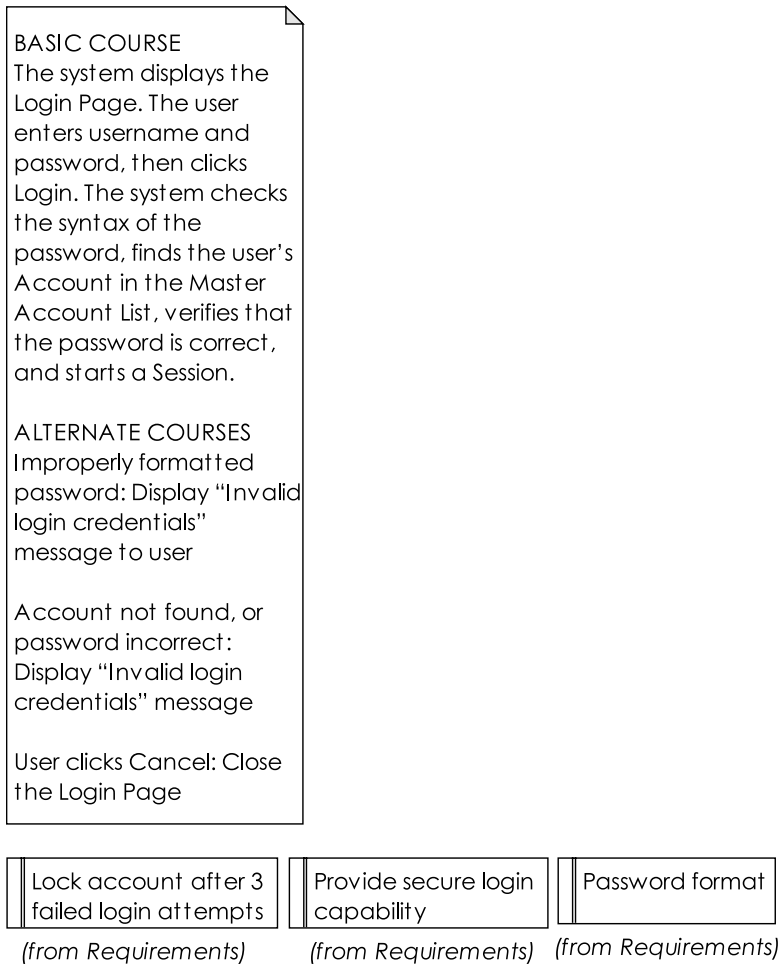 BASIC COURSE
The system displays the
Login Page. The user
enters username and
password, then clicks
Login. The system checks
the syntax of the
password, finds the user’s
Account in the Master
Account List, verifies that
the password is correct,
and starts a Session.
ALTERNATE COURSES
Improperly formatted
password: Display “Invalid
login credentials”
message to user
Account not found, or
password incorrect:
Display “Invalid login
credentials” message
User clicks Cancel: Close
the Login Page
Lock account after 3
failed login attempts
(from Requirements)
Provide secure login
capability
(from Requirements)
Password format
(from Requirements)